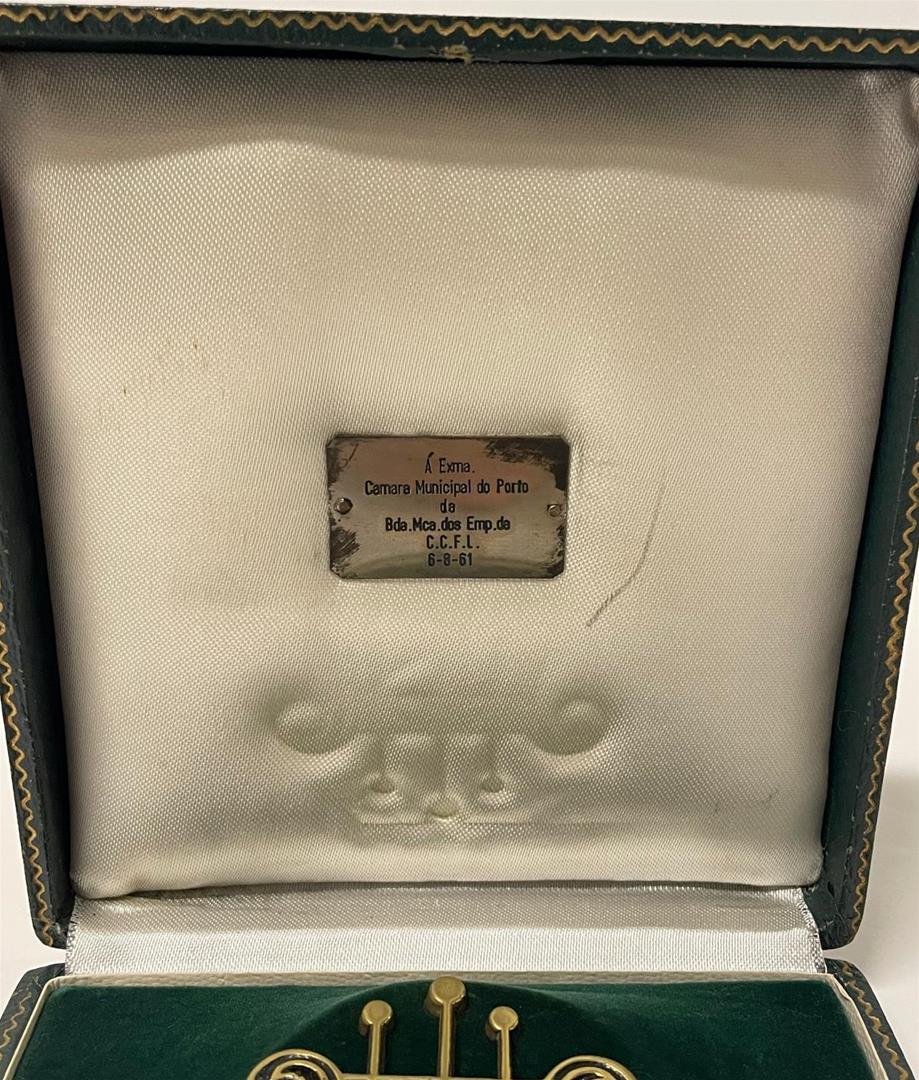 Á Exma.
Camara Municipal do Porto
da
Bda.Mca.dos Emp.da
C.C.F.L.
6-8-61